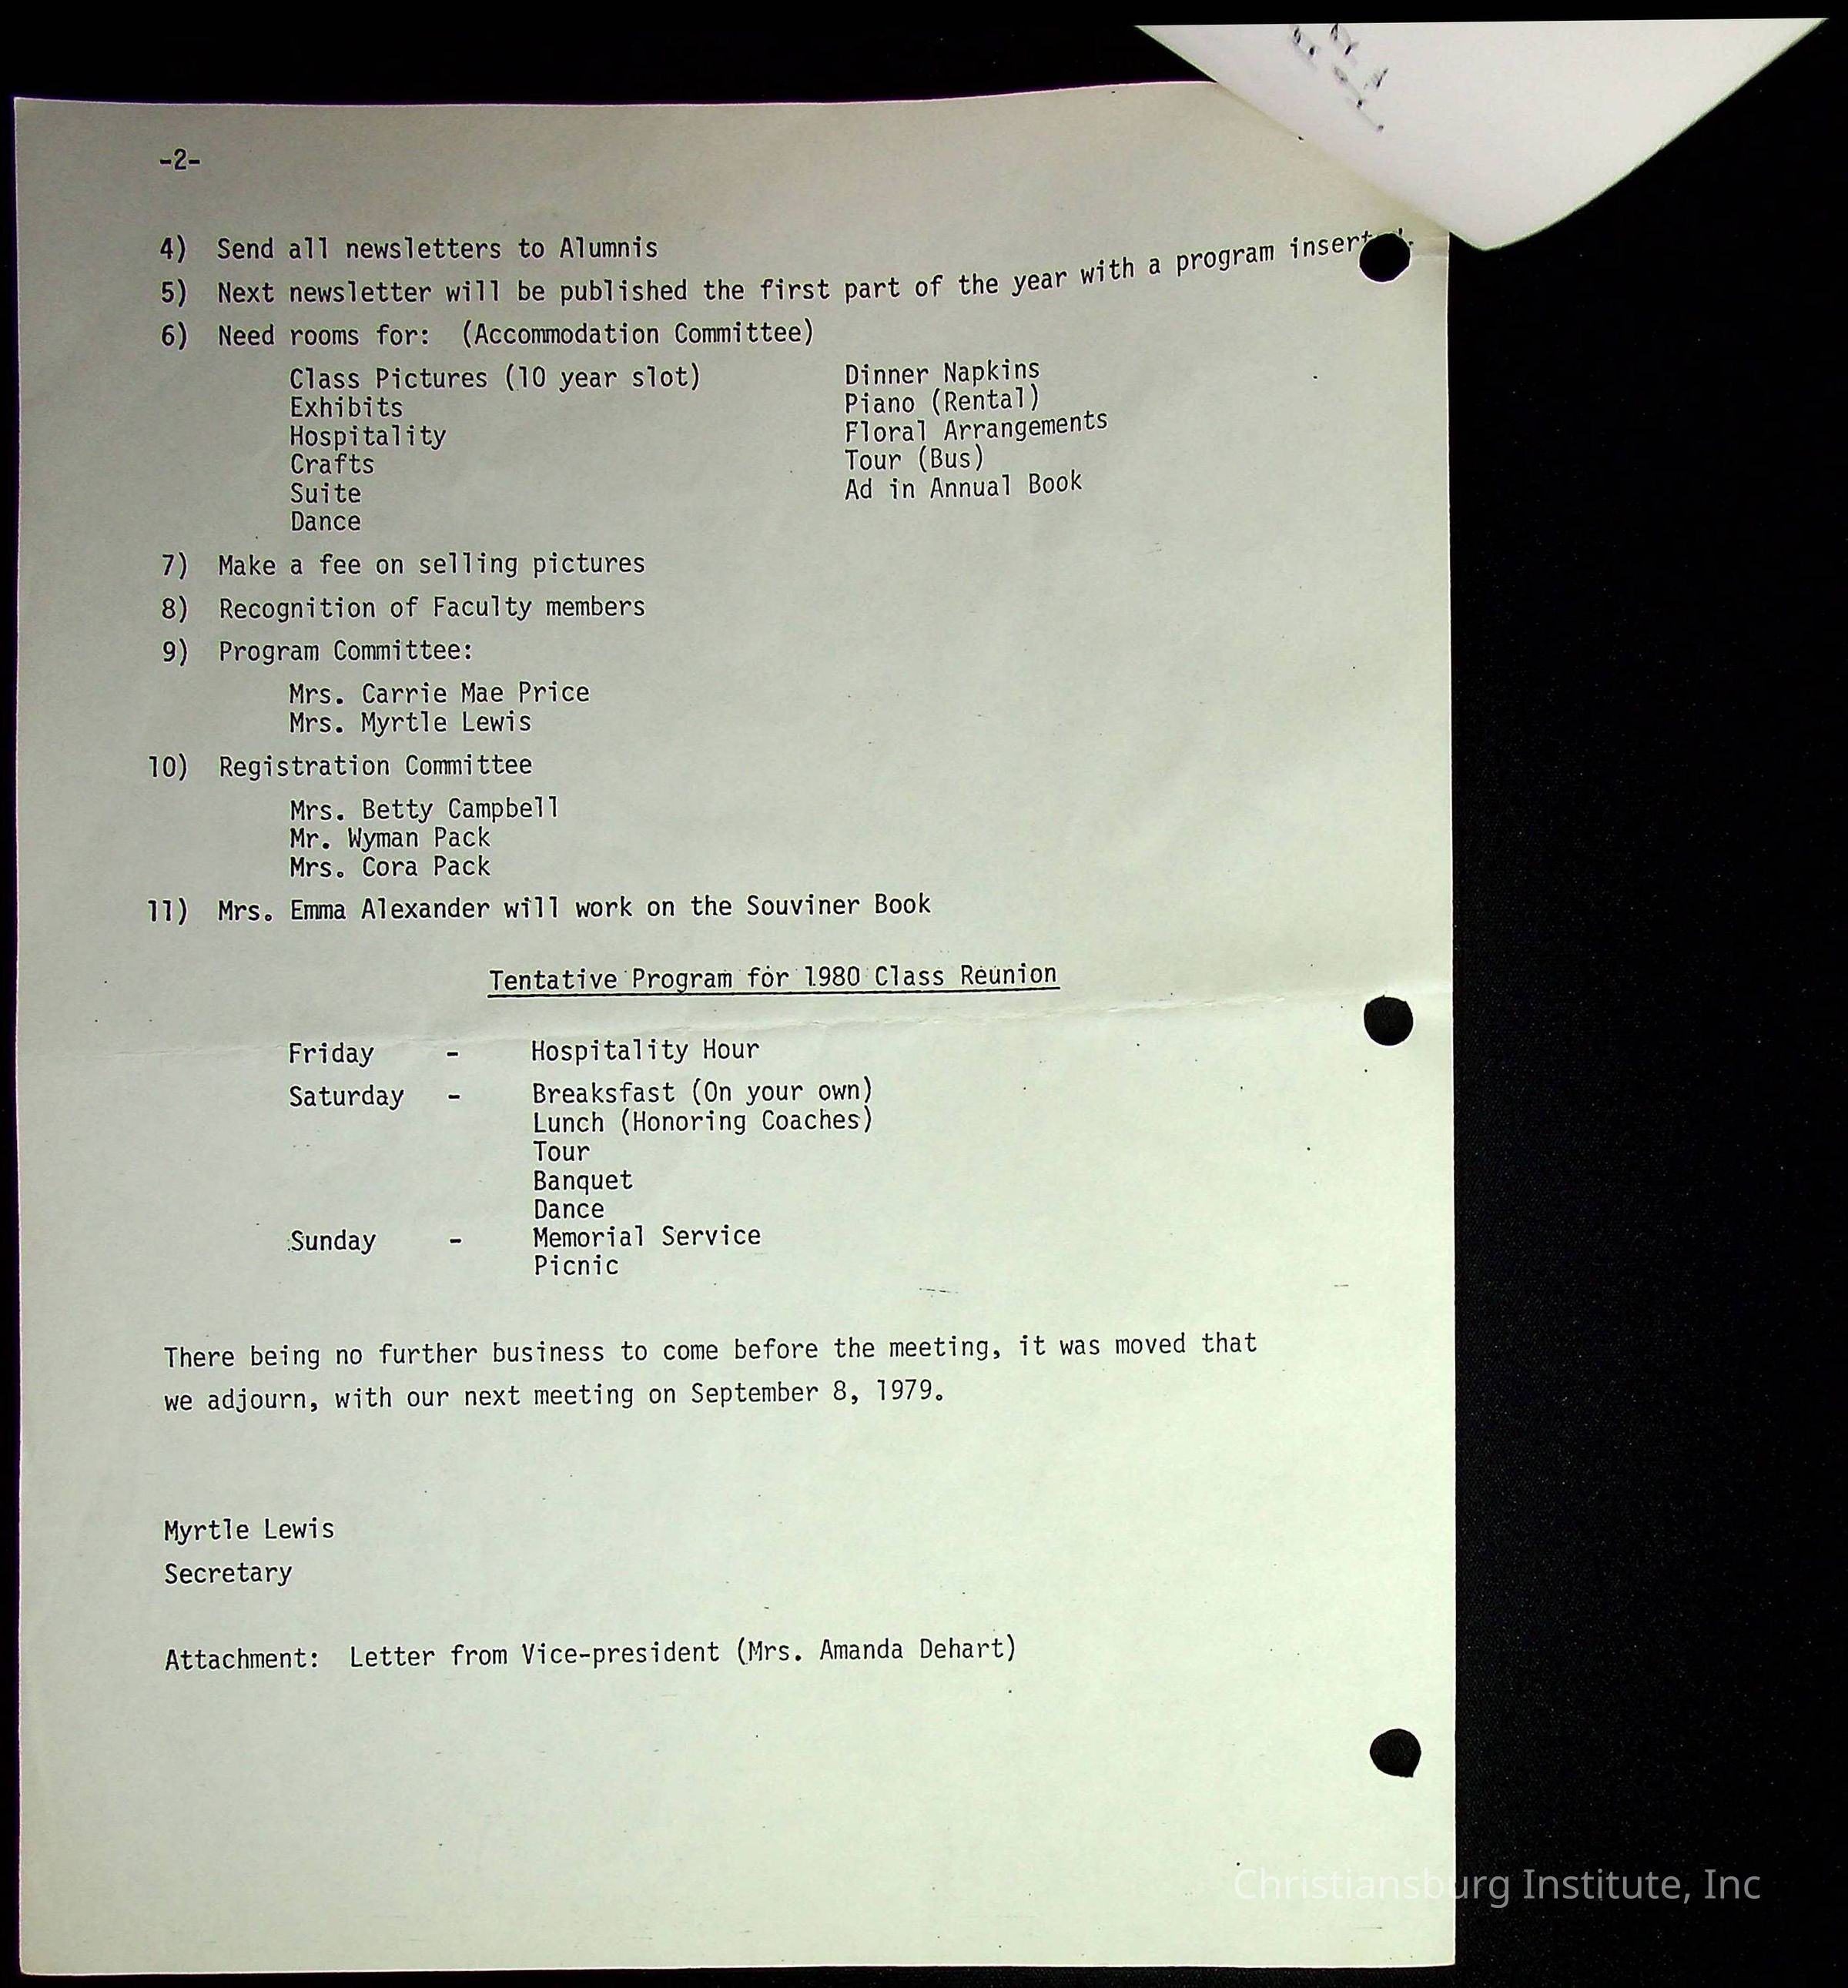 -2-
4) Send all newsletters to Alumnis
5) Next newsletter will be published the first part of the year with a program
6) Need rooms for: (Accommodation Committee)
Class Pictures (10 year slot)
Exhibits
Hospitality
Crafts
Suite
Dance
Dinner Napkins
Piano (Rental)
Floral Arrangements
Tour (Bus)
Ad in Annual Book
7) Make a fee on selling pictures
8) Recognition of Faculty members
9) Program Committee:
Mrs. Carrie Mae Price
Mrs. Myrtle Lewis
10) Registration Committee
Mrs. Betty Campbell
Mr. Wyman Pack
Mrs. Cora Pack
11) Mrs. Emma Alexander will work on the Souviner Book
Tentative Program for 1980 Class Reunion
Friday - Hospitality Hour
Saturday - Breaksfast (On your own)
Lunch (Honoring Coaches)
Tour
Banquet
Dance
Sunday - Memorial Service
Picnic
There being no further business to come before the meeting, it was moved that
we adjourn, with our next meeting on September 8, 1979.
Myrtle Lewis
Secretary
Attachment: Letter from Vice-president (Mrs. Amanda Dehart)
Christiansburg Institute, Inc